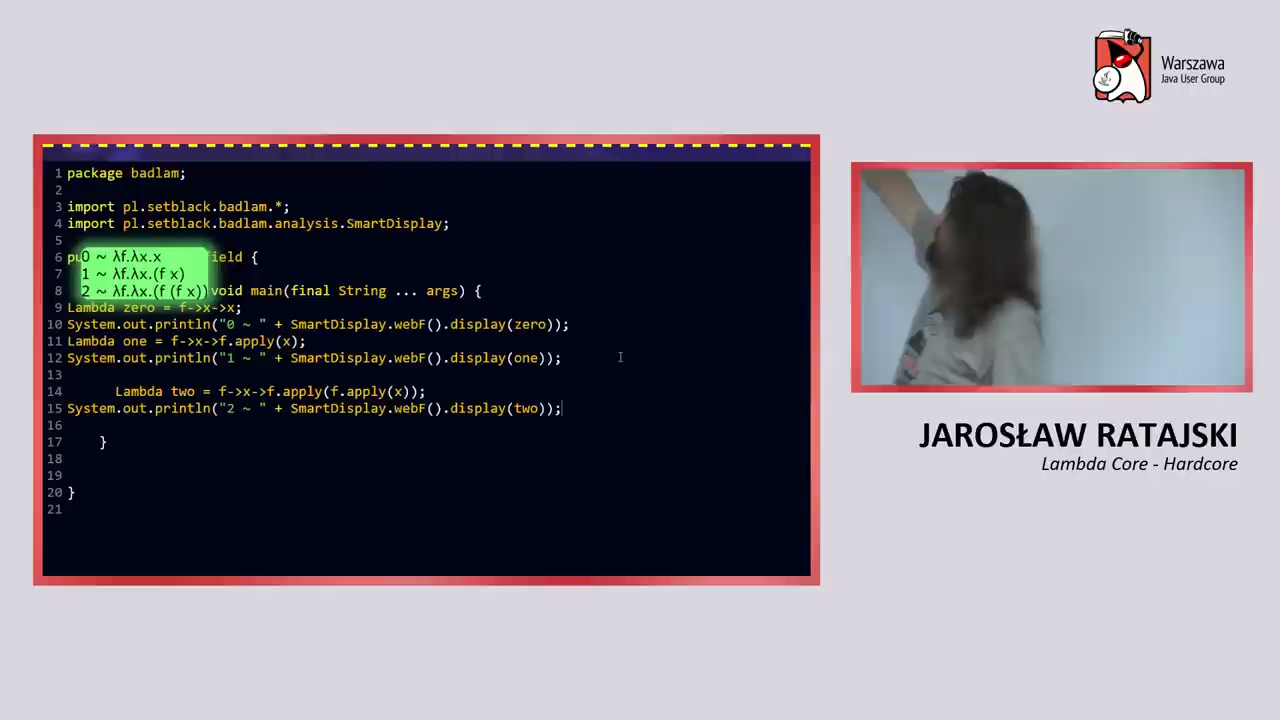 Warszawa
Java User Group
1 package badlam;
2
3 import pl.setblack.badlam.*;
4 import pl.setblack.badlam.analysis.SmartDisplay;
5
6 pu ield {
0 ~ λf.λx.x
7
1 ~ λf.λx.(f x)
8 void main(final String ... args) {
2 ~ λf.λx.(f (f x))
9 Lambda zero = f->x->x;
10 System.out.println("0 ~ " + SmartDisplay.webF().display(zero));
11 Lambda one = f->x->f.apply(x);
12 System.out.println("1 ~ " + SmartDisplay.webF().display(one));
13
14 Lambda two = f->x->f.apply(f.apply(x));
15 System.out.println("2 ~ " + SmartDisplay.webF().display(two));
16
17 }
18
19
20 }
21
JAROSŁAW RATAJSKI
Lambda Core - Hardcore